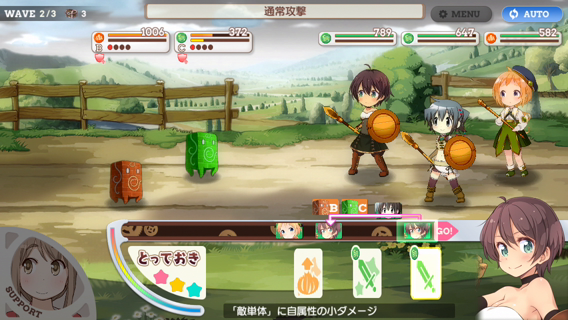 WAVE 2/3 3
通常攻撃
MENU
AUTO
1006
372
789
647
582
B
C
B
C
GO!
とっておき
SUPPORT
「敵単体」に自属性の小ダメージ